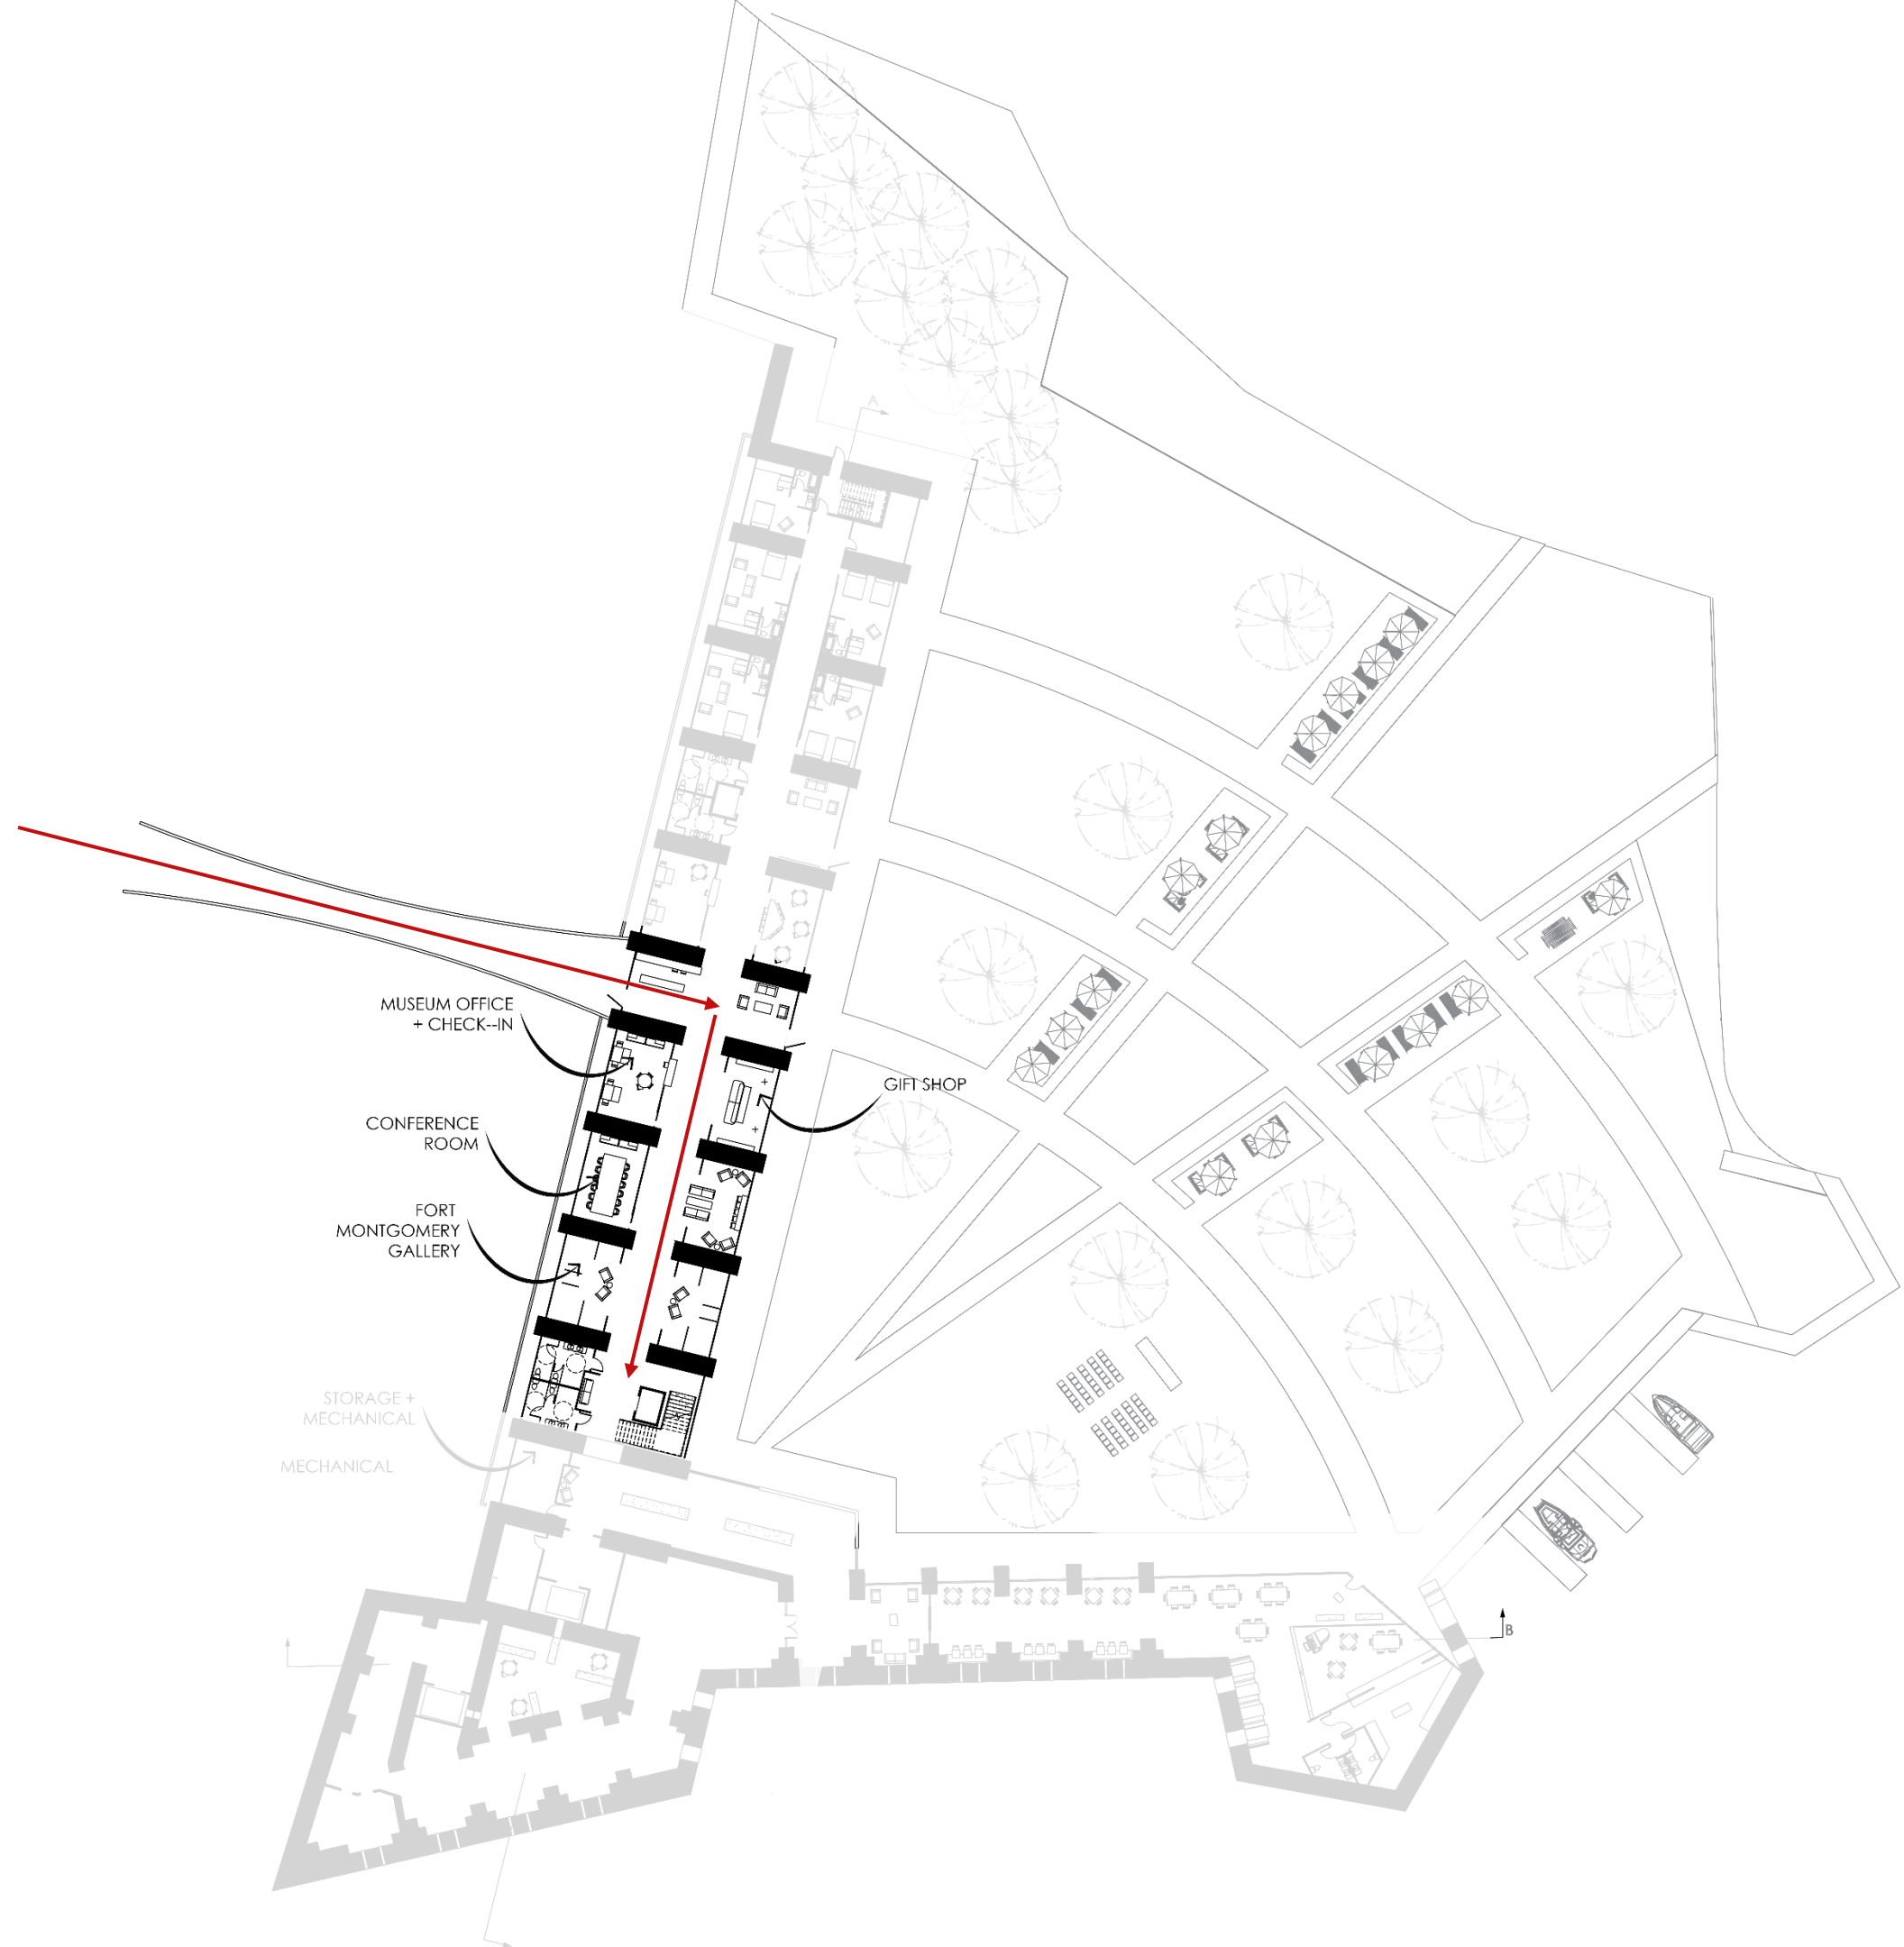 A
MUSEUM OFFICE
+ CHECK--IN
GIFT SHOP
CONFERENCE
ROOM
FORT
MONTGOMERY
GALLERY
STORAGE +
MECHANICAL
MECHANICAL
B